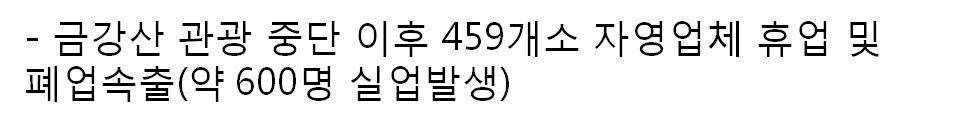 - 금강산 관광 중단 이후 459개소 자영업체 휴업 및
폐업속출(약 600명 실업발생)